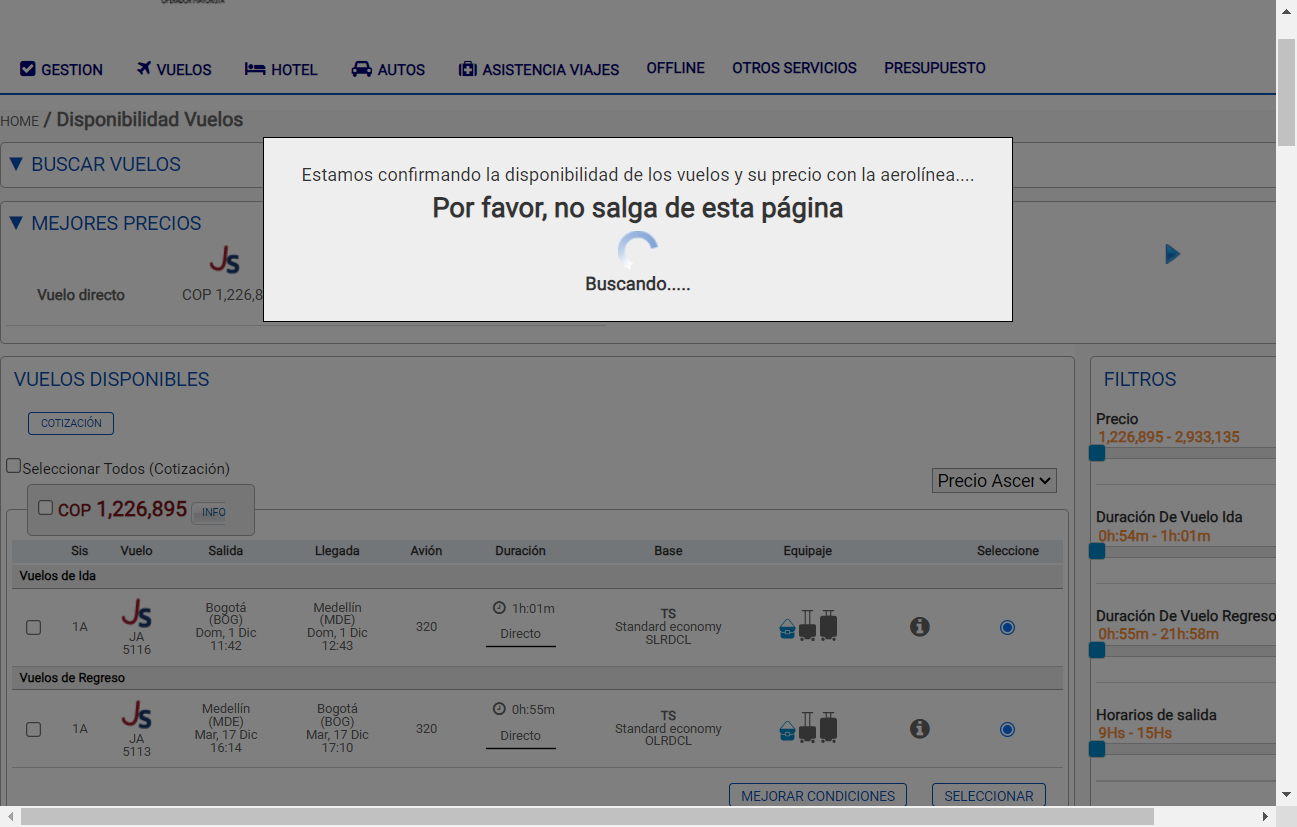 GESTION VUELOS HOTEL AUTOS ASISTENCIA VIAJES OFFLINE OTROS SERVICIOS PRESUPUESTO
HOME / Disponibilidad Vuelos
BUSCAR VUELOS
Estamos confirmando la disponibilidad de los vuelos y su precio con la aerolínea....
Por favor, no salga de esta página
Buscando.....
MEJORES PRECIOS
JS
Vuelo directo COP 1,226,8
VUELOS DISPONIBLES
COTIZACIÓN
Seleccionar Todos (Cotización)
Precio Ascer
COP 1,226,895 INFO
Sis Vuelo Salida Llegada Avión Duración Base Equipaje Seleccione
Vuelos de Ida
1A
JS
JA
5116
Bogotá
(BOG)
Dom, 1 Dic
11:42
Medellín
(MDE)
Dom, 1 Dic
12:43
320
1h:01m
Directo
TS
Standard economy
SLRDCL
Vuelos de Regreso
1A
JS
JA
5113
Medellín
(MDE)
Mar, 17 Dic
16:14
Bogotá
(BOG)
Mar, 17 Dic
17:10
320
0h:55m
Directo
TS
Standard economy
OLRDCL
MEJORAR CONDICIONES SELECCIONAR
FILTROS
Precio
1,226,895 - 2,933,135
Duración De Vuelo Ida
0h:54m - 1h:01m
Duración De Vuelo Regreso
0h:55m - 21h:58m
Horarios de salida
9Hs - 15Hs